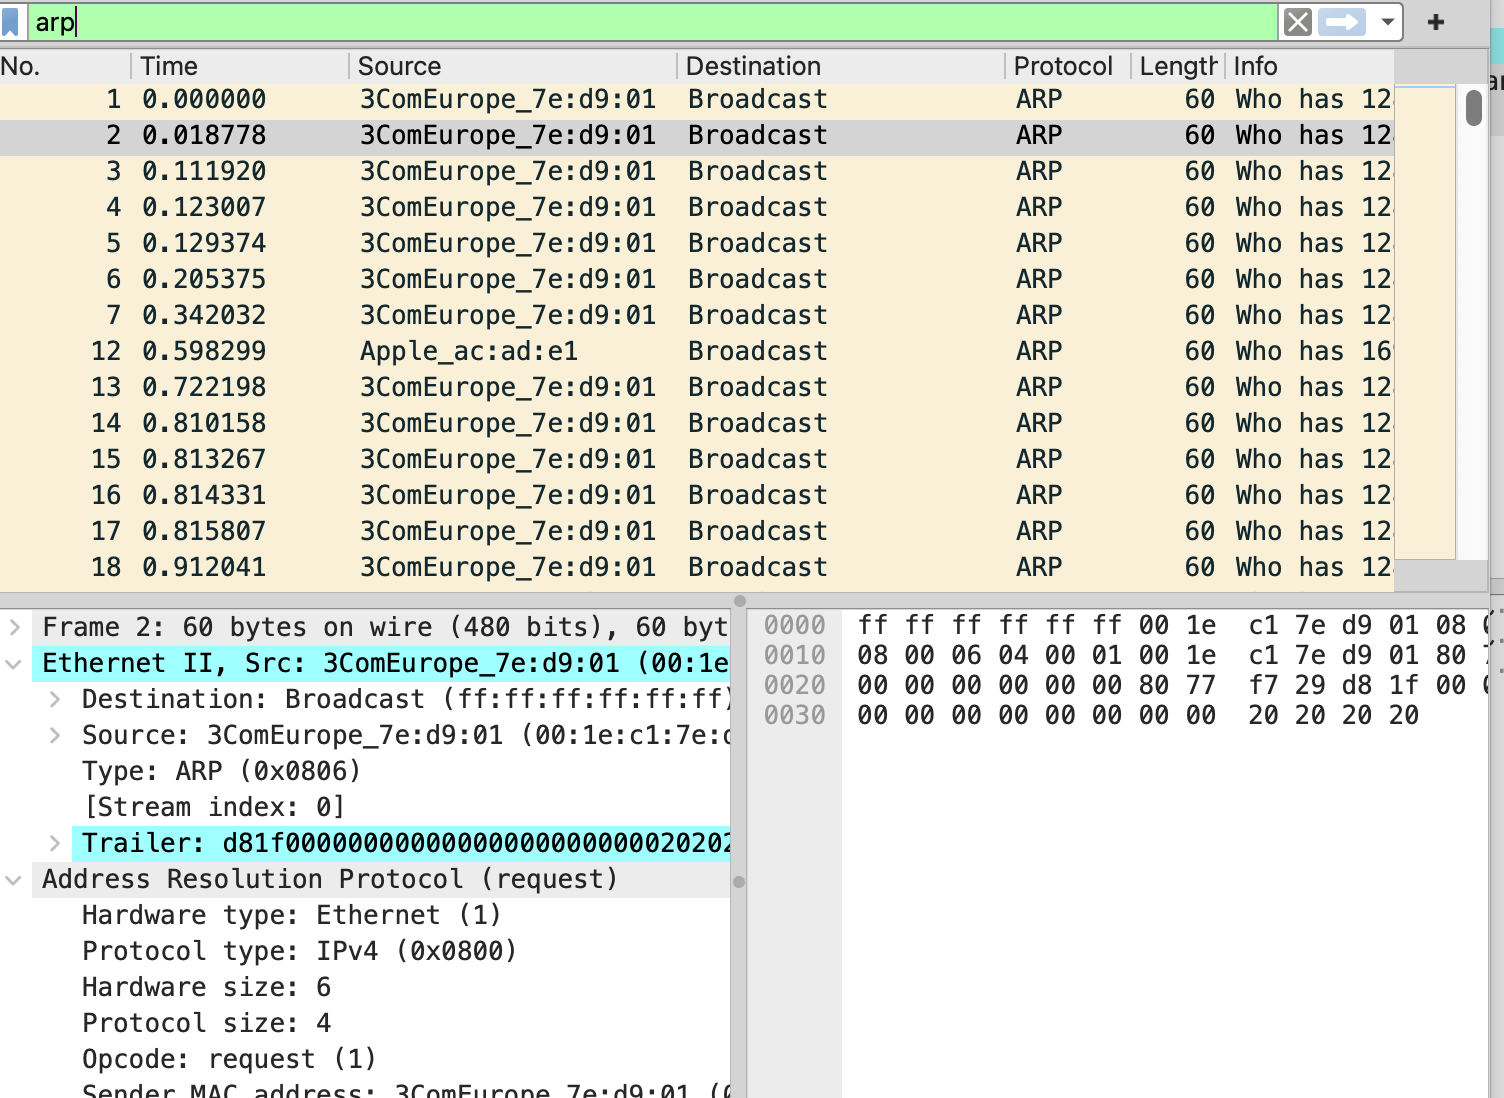 arp
No. Time Source Destination Protocol Length Info
1 0.000000 3ComEurope_7e:d9:01 Broadcast ARP 60 Who has 12
2 0.018778 3ComEurope_7e:d9:01 Broadcast ARP 60 Who has 12
3 0.111920 3ComEurope_7e:d9:01 Broadcast ARP 60 Who has 12
4 0.123007 3ComEurope_7e:d9:01 Broadcast ARP 60 Who has 12
5 0.129374 3ComEurope_7e:d9:01 Broadcast ARP 60 Who has 12
6 0.205375 3ComEurope_7e:d9:01 Broadcast ARP 60 Who has 12
7 0.342032 3ComEurope_7e:d9:01 Broadcast ARP 60 Who has 12
12 0.598299 Apple_ac:ad:e1 Broadcast ARP 60 Who has 16
13 0.722198 3ComEurope_7e:d9:01 Broadcast ARP 60 Who has 12
14 0.810158 3ComEurope_7e:d9:01 Broadcast ARP 60 Who has 12
15 0.813267 3ComEurope_7e:d9:01 Broadcast ARP 60 Who has 12
16 0.814331 3ComEurope_7e:d9:01 Broadcast ARP 60 Who has 12
17 0.815807 3ComEurope_7e:d9:01 Broadcast ARP 60 Who has 12
18 0.912041 3ComEurope_7e:d9:01 Broadcast ARP 60 Who has 12
Frame 2: 60 bytes on wire (480 bits), 60 byt
Ethernet II, Src: 3ComEurope_7e:d9:01 (00:1e
Destination: Broadcast (ff:ff:ff:ff:ff:ff)
Source: 3ComEurope_7e:d9:01 (00:1e:c1:7e:
Type: ARP (0x0806)
[Stream index: 0]
Trailer: d81f00000000000000000000000020202
Address Resolution Protocol (request)
Hardware type: Ethernet (1)
Protocol type: IPv4 (0x0800)
Hardware size: 6
Protocol size: 4
Opcode: request (1)
Sender MAC address: 3ComEurope_7e:d9:01
0000 ff ff ff ff ff ff 00 1e c1 7e d9 01 08
0010 08 00 06 04 00 01 00 1e c1 7e d9 01 80
0020 00 00 00 00 00 00 80 77 f7 29 d8 1f 00
0030 00 00 00 00 00 00 00 00 20 20 20 20